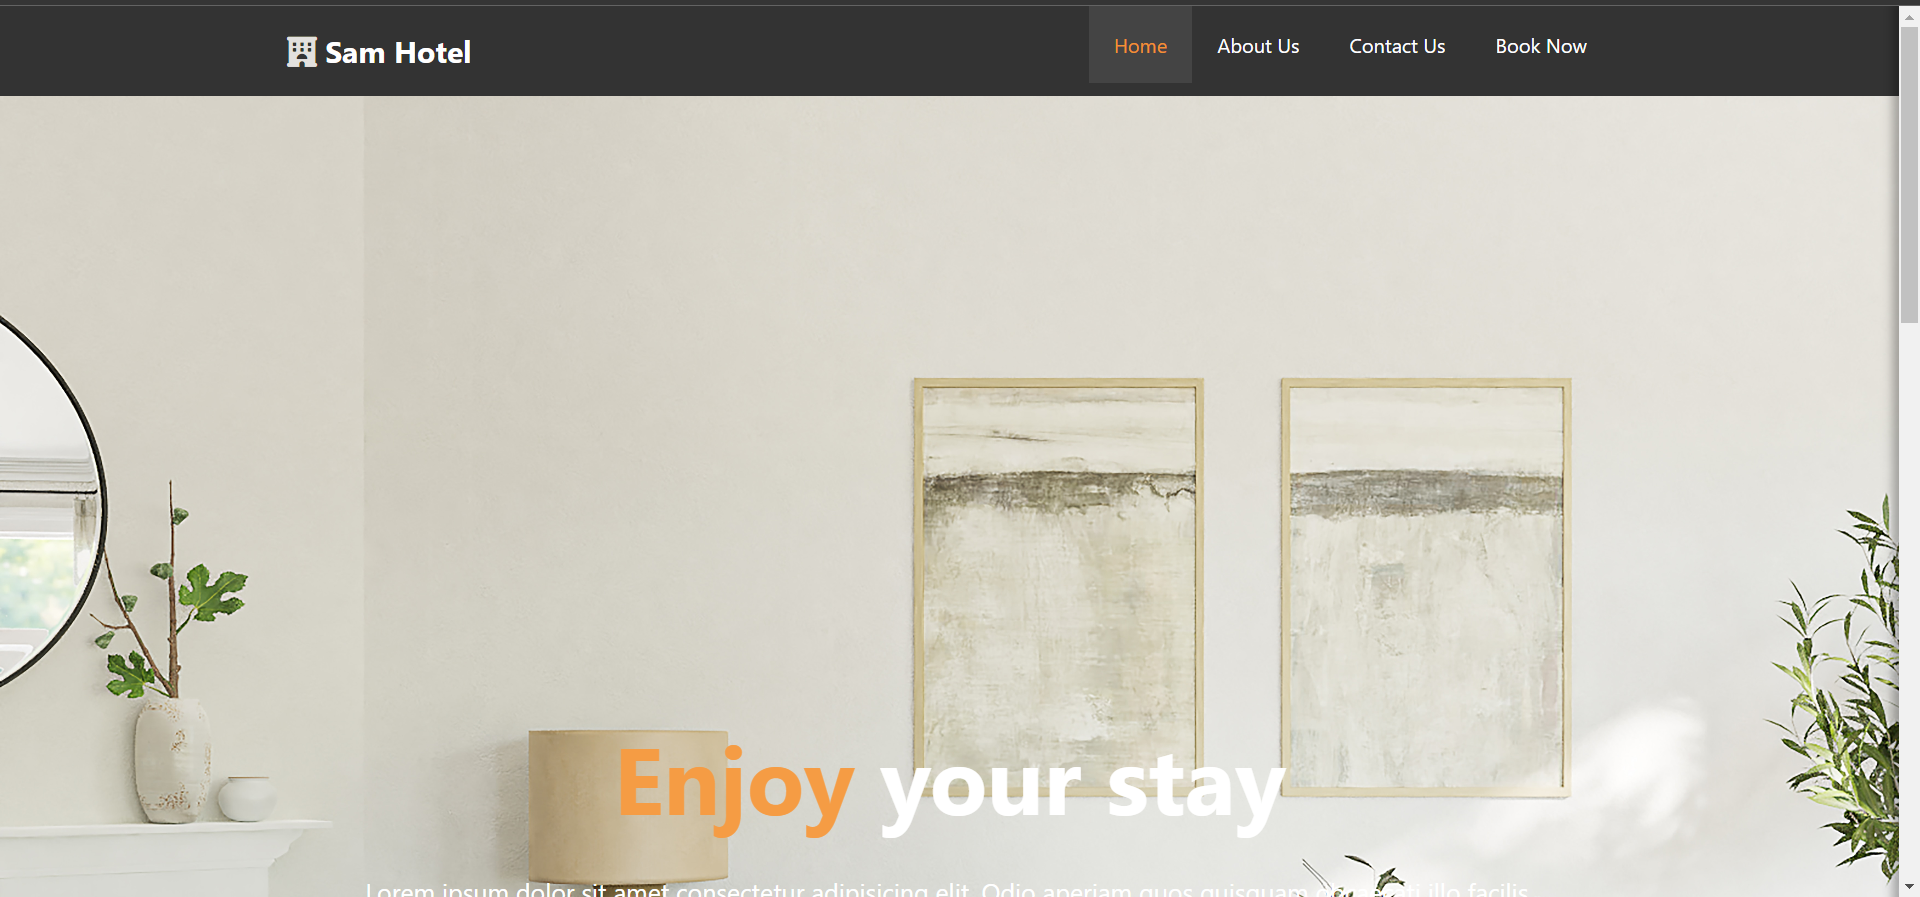 Sam Hotel
Home
About Us
Contact Us
Book Now
Enjoy your stay
Lorem ipsum dolor sit amet consectetur adipisicing elit. Odio aperiam quos quisquam obcaecati illo facilis